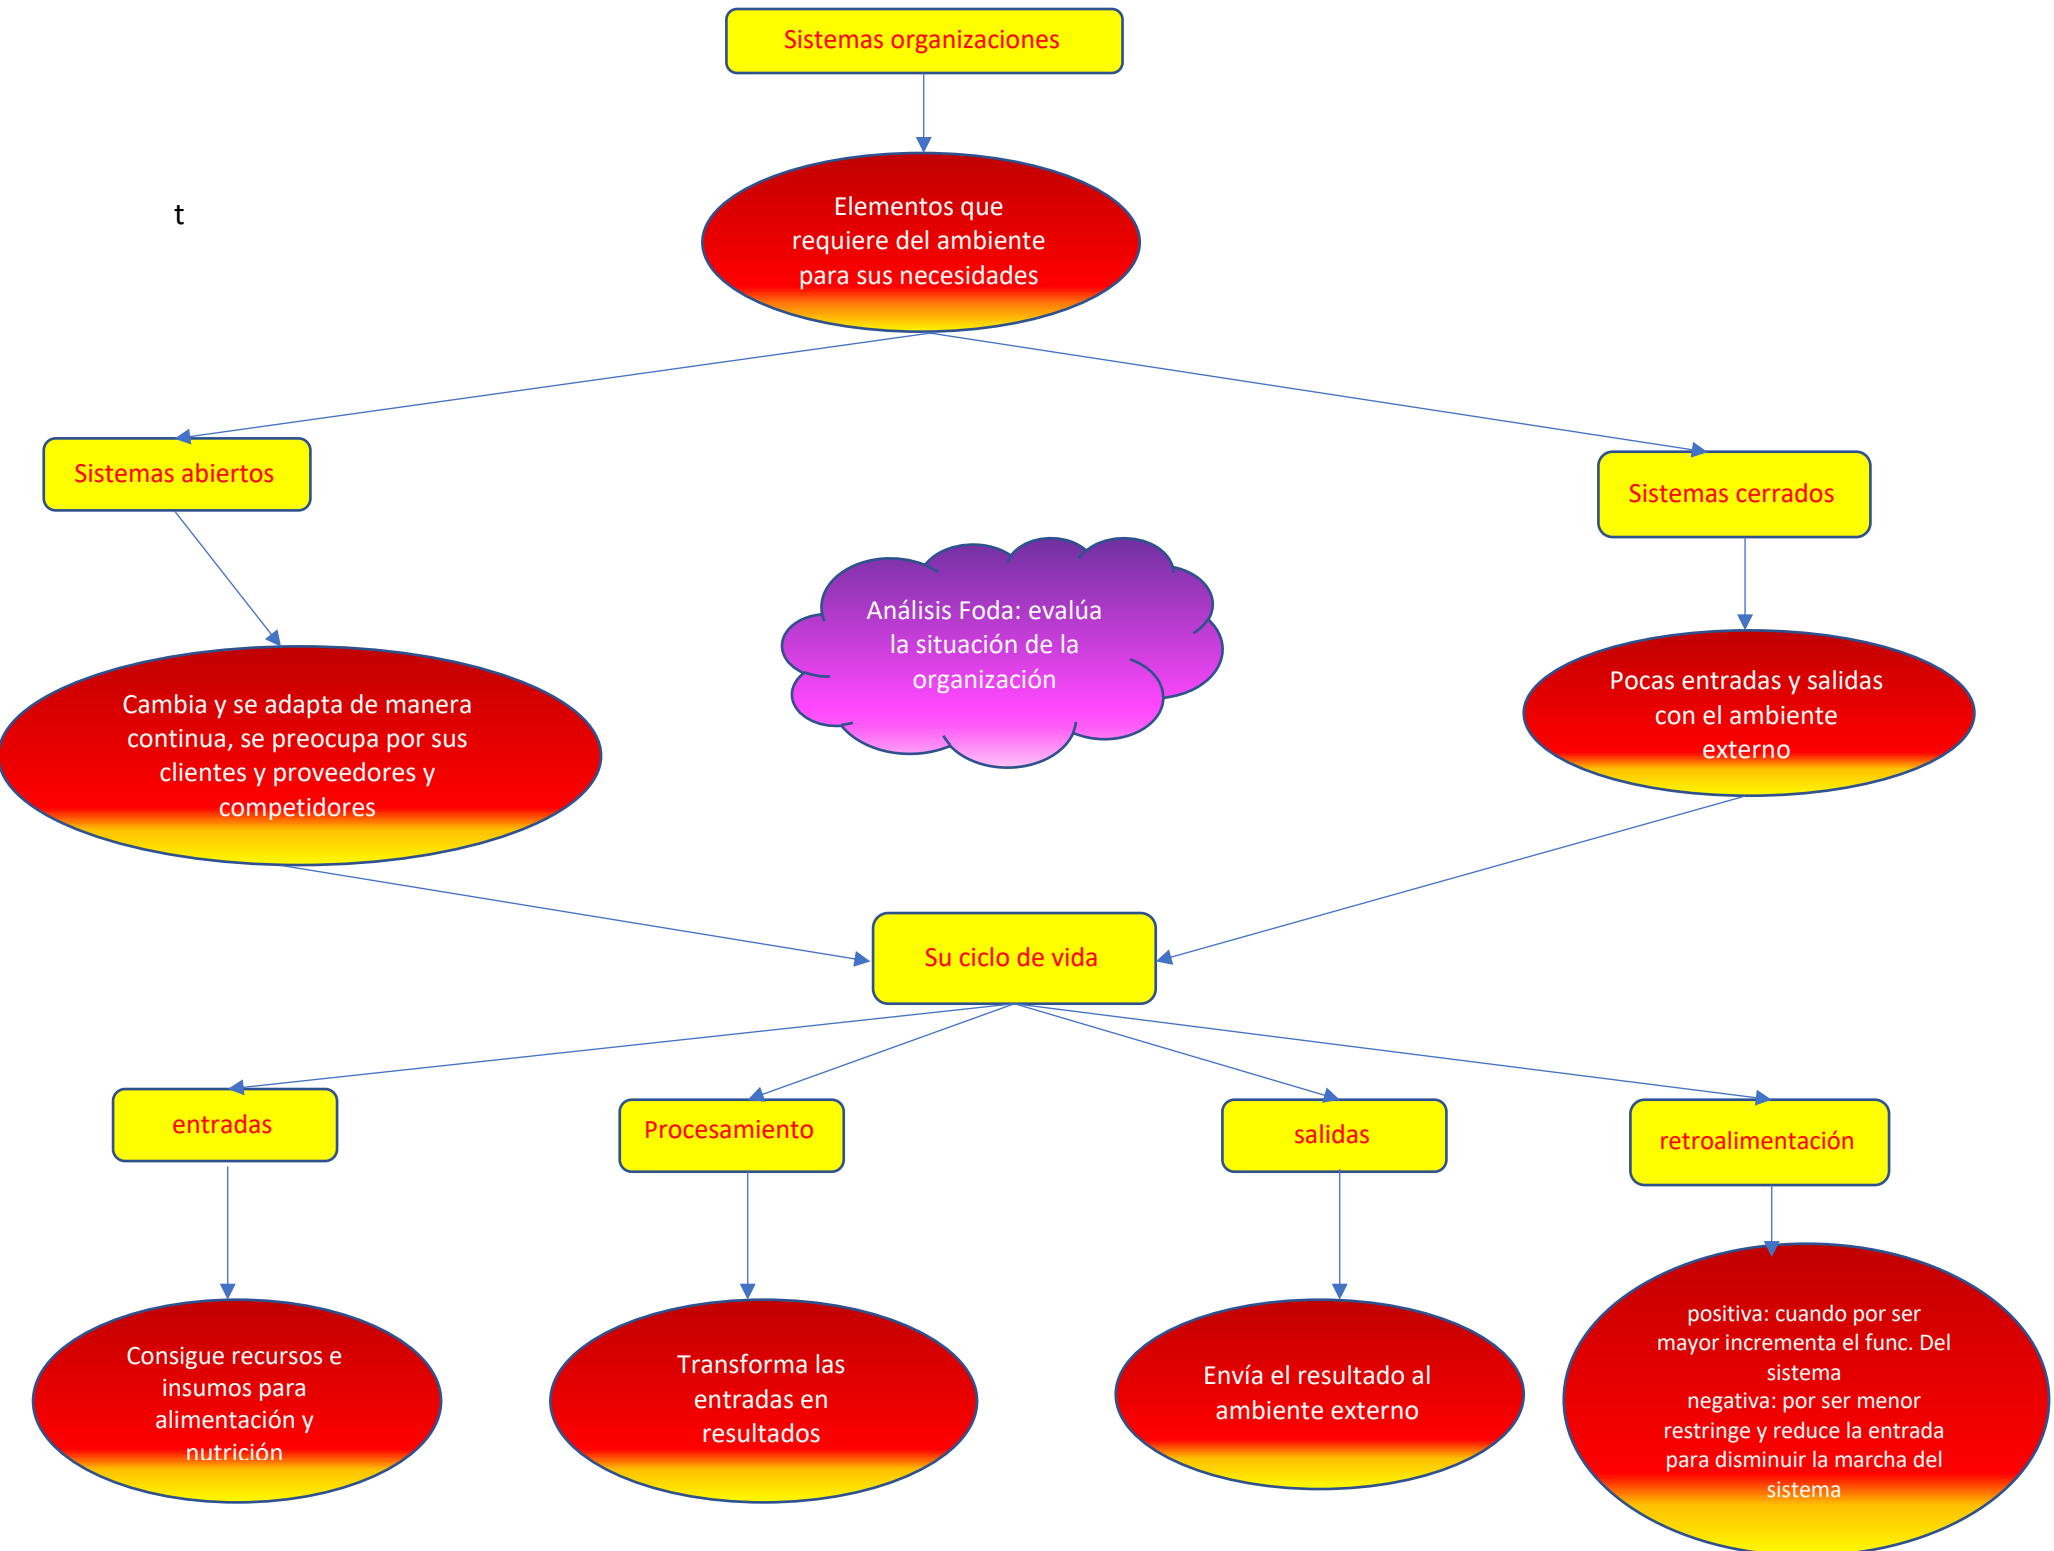 Sistemas organizaciones
t
Elementos que
requiere del ambiente
para sus necesidades
Sistemas abiertos
Sistemas cerrados
Análisis Foda: evalúa
la situación de la
organización
Cambia y se adapta de manera
continua, se preocupa por sus
clientes y proveedores y
competidores
Pocas entradas y salidas
con el ambiente
externo
Su ciclo de vida
entradas
Procesamiento
salidas
retroalimentación
Consigue recursos e
insumos para
alimentación y
nutrición
Transforma las
entradas en
resultados
Envía el resultado al
ambiente externo
positiva: cuando por ser
mayor incrementa el func. Del
sistema
negativa: por ser menor
restringe y reduce la entrada
para disminuir la marcha del
sistema